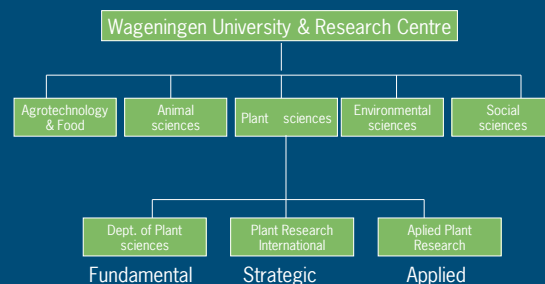 Wageningen University & Research Centre
Agrotechnology
& Food
Animal
sciences
Plant sciences
Environmental
sciences
Social
sciences
Dept. of Plant
sciences
Plant Research
International
Aplied Plant
Research
Fundamental
Strategic
Applied